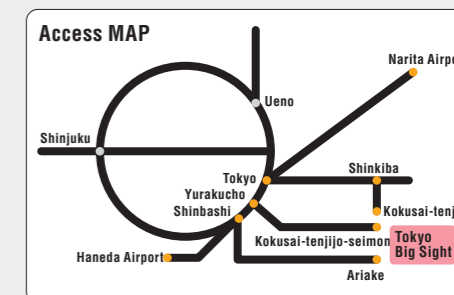 Access MAP
Narita Airpo
Ueno
Shinjuku
Tokyo
Shinkiba
Yurakucho
Shinbashi
Kokusai-tenj
Kokusai-tenjijo-seimon
Tokyo
Big Sight
Haneda Airport
Ariake